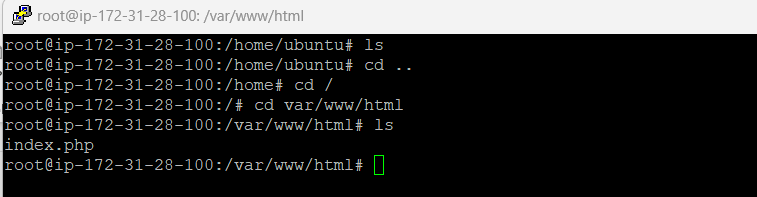 root@ip-172-31-28-100: /var/www/html
root@ip-172-31-28-100:/home/ubuntu# ls
root@ip-172-31-28-100:/home/ubuntu# cd ..
root@ip-172-31-28-100:/home# cd /
root@ip-172-31-28-100:/# cd var/www/html
root@ip-172-31-28-100:/var/www/html# ls
index.php
root@ip-172-31-28-100:/var/www/html#